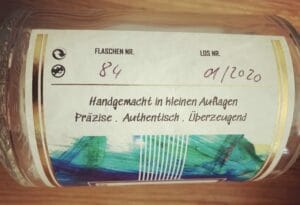 FLASCHEN NR. LOS NR.
84 01/2020
Handgemacht in kleinen Auflagen
Präzise . Authentisch . Überzeugend